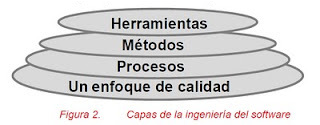 Herramientas
Métodos
Procesos
Un enfoque de calidad
Figura 2. Capas de la ingeniería del software